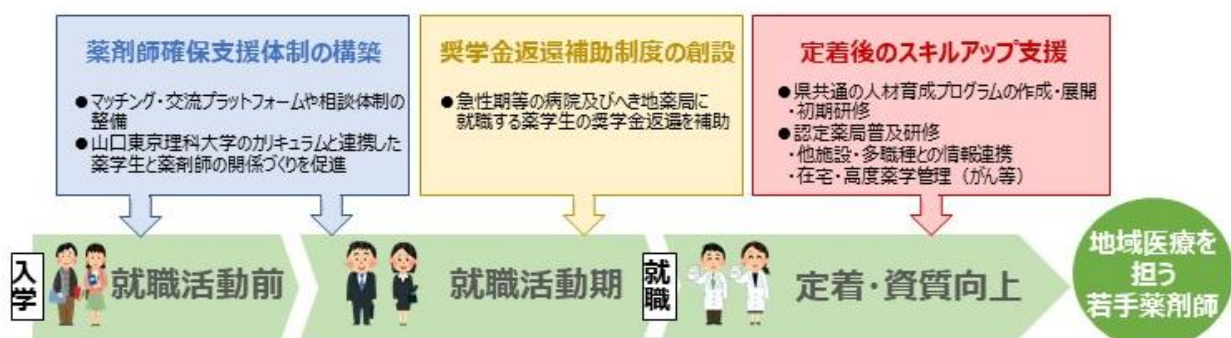 薬剤師確保支援体制の構築
●マッチング・交流プラットフォームや相談体制の
整備
●山口東京理科大学のカリキュラムと連携した
薬学生と薬剤師の関係づくりを促進
奨学金返還補助制度の創設
●急性期等の病院及びへき地薬局に
就職する薬学生の奨学金返還を補助
定着後のスキルアップ支援
●県共通の人材育成プログラムの作成・展開
・初期研修
●認定薬局普及研修
・他施設・多職種との情報連携
・在宅・高度薬学管理（がん等）
入学
就職活動前
就職活動期
就職
定着・資質向上
地域医療を
担う
若手薬剤師